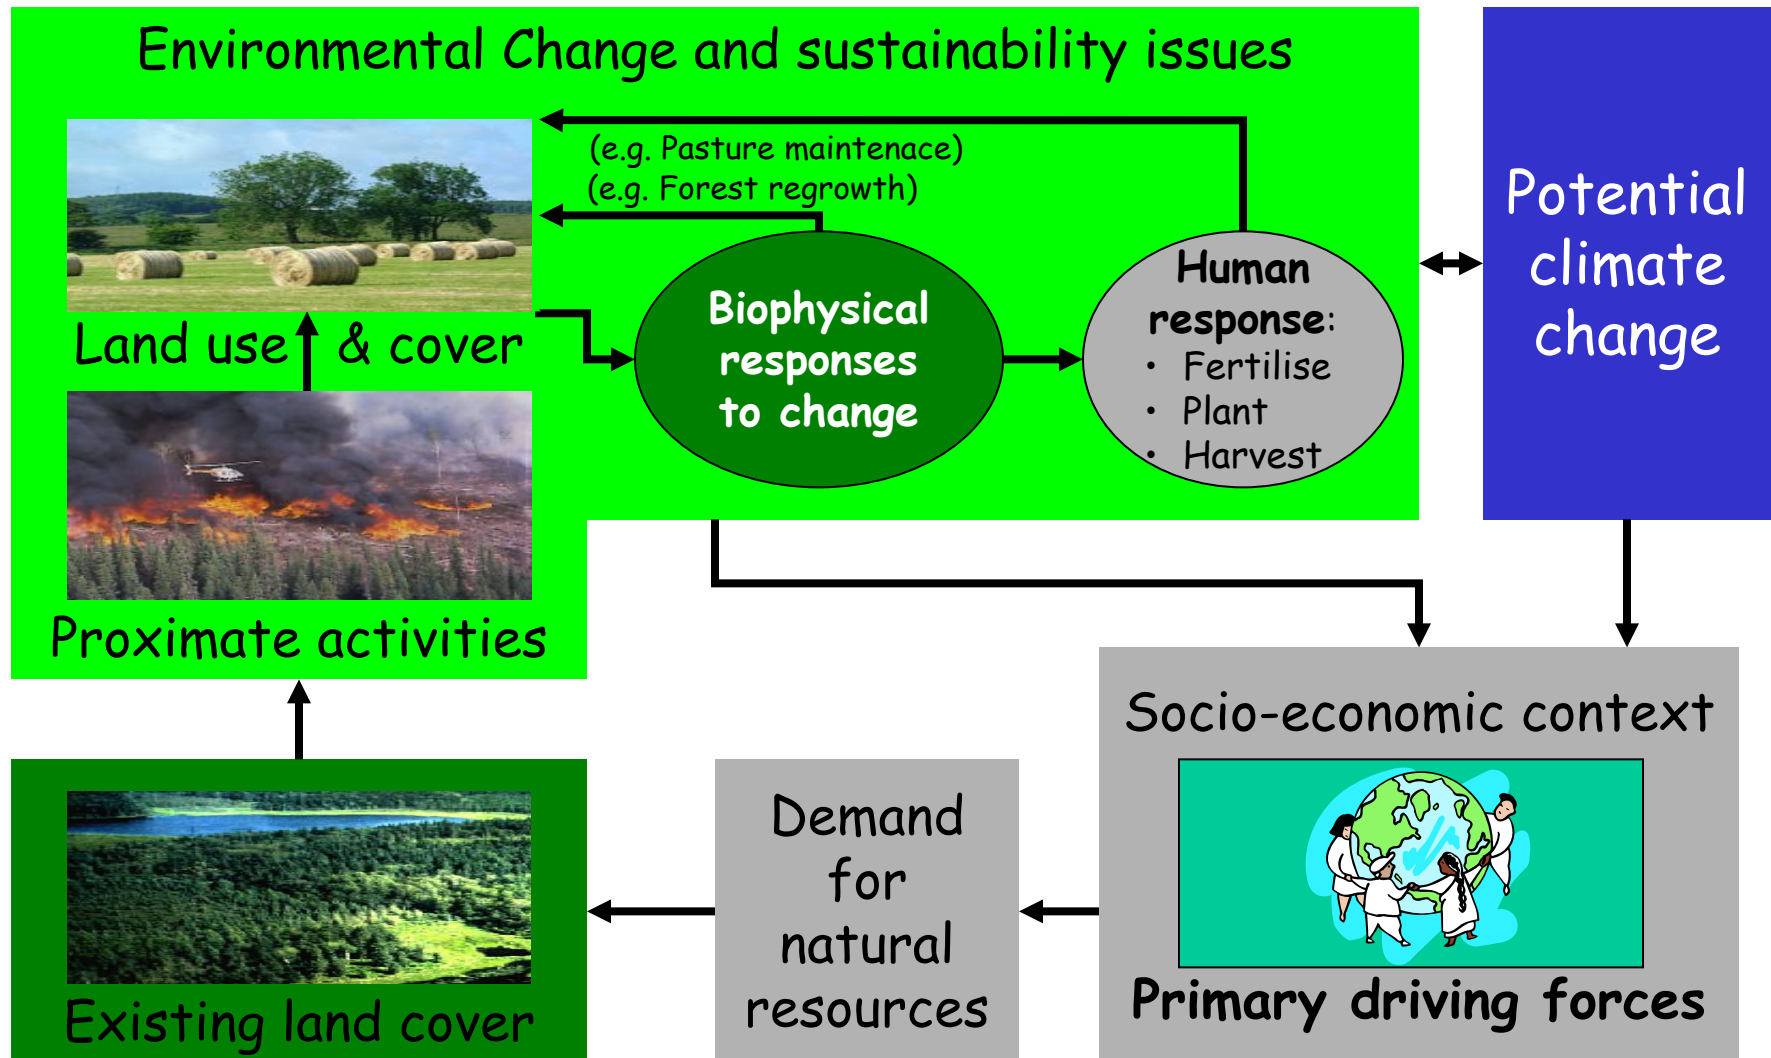 Environmental Change and sustainability issues
(e.g. Pasture maintenace)
(e.g. Forest regrowth)
Land use & cover
Biophysical
responses
to change
Human
response:
• Fertilise
• Plant
• Harvest
Potential
climate
change
Proximate activities
Socio-economic context
Primary driving forces
Demand
for
natural
resources
Existing land cover